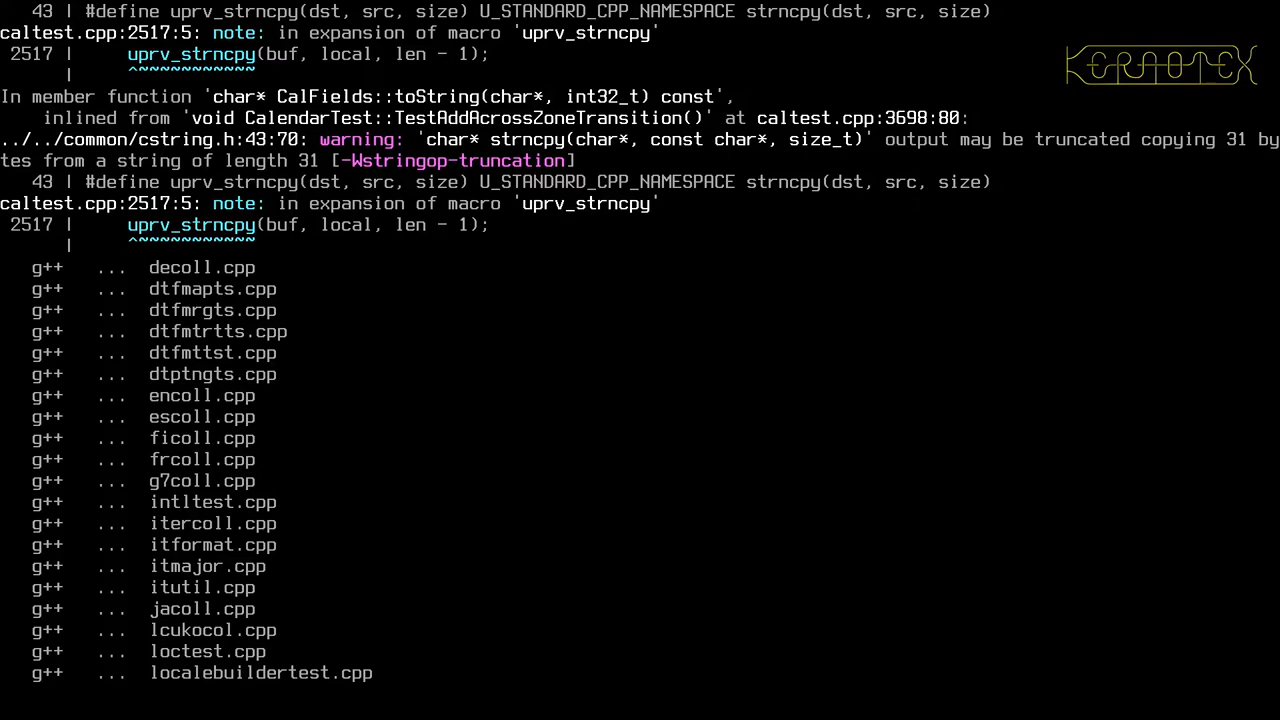 43 | #define uprv_strncpy(dst, src, size) U_STANDARD_CPP_NAMESPACE strncpy(dst, src, size)
caltest.cpp:2517:5: note: in expansion of macro 'uprv_strncpy'
2517 |     uprv_strncpy(buf, local, len - 1);
|     ^~~~~~~~~~~~
KERNOTEX
In member function 'char* CalFields::toString(char*, int32_t) const',
inlined from 'void CalendarTest::TestAddAcrossZoneTransition()' at caltest.cpp:3698:80:
../../common/cstring.h:43:70: warning: 'char* strncpy(char*, const char*, size_t)' output may be truncated copying 31 by
tes from a string of length 31 [-Wstringop-truncation]
43 | #define uprv_strncpy(dst, src, size) U_STANDARD_CPP_NAMESPACE strncpy(dst, src, size)
caltest.cpp:2517:5: note: in expansion of macro 'uprv_strncpy'
2517 |     uprv_strncpy(buf, local, len - 1);
|     ^~~~~~~~~~~~
g++   ...  decoll.cpp
g++   ...  dtfmapts.cpp
g++   ...  dtfmrgts.cpp
g++   ...  dtfmtrtts.cpp
g++   ...  dtfmttst.cpp
g++   ...  dtptngts.cpp
g++   ...  encoll.cpp
g++   ...  escoll.cpp
g++   ...  ficoll.cpp
g++   ...  frcoll.cpp
g++   ...  g7coll.cpp
g++   ...  intltest.cpp
g++   ...  itercoll.cpp
g++   ...  itformat.cpp
g++   ...  itmajor.cpp
g++   ...  itutil.cpp
g++   ...  jacoll.cpp
g++   ...  lcukocol.cpp
g++   ...  loctest.cpp
g++   ...  localebuildertest.cpp